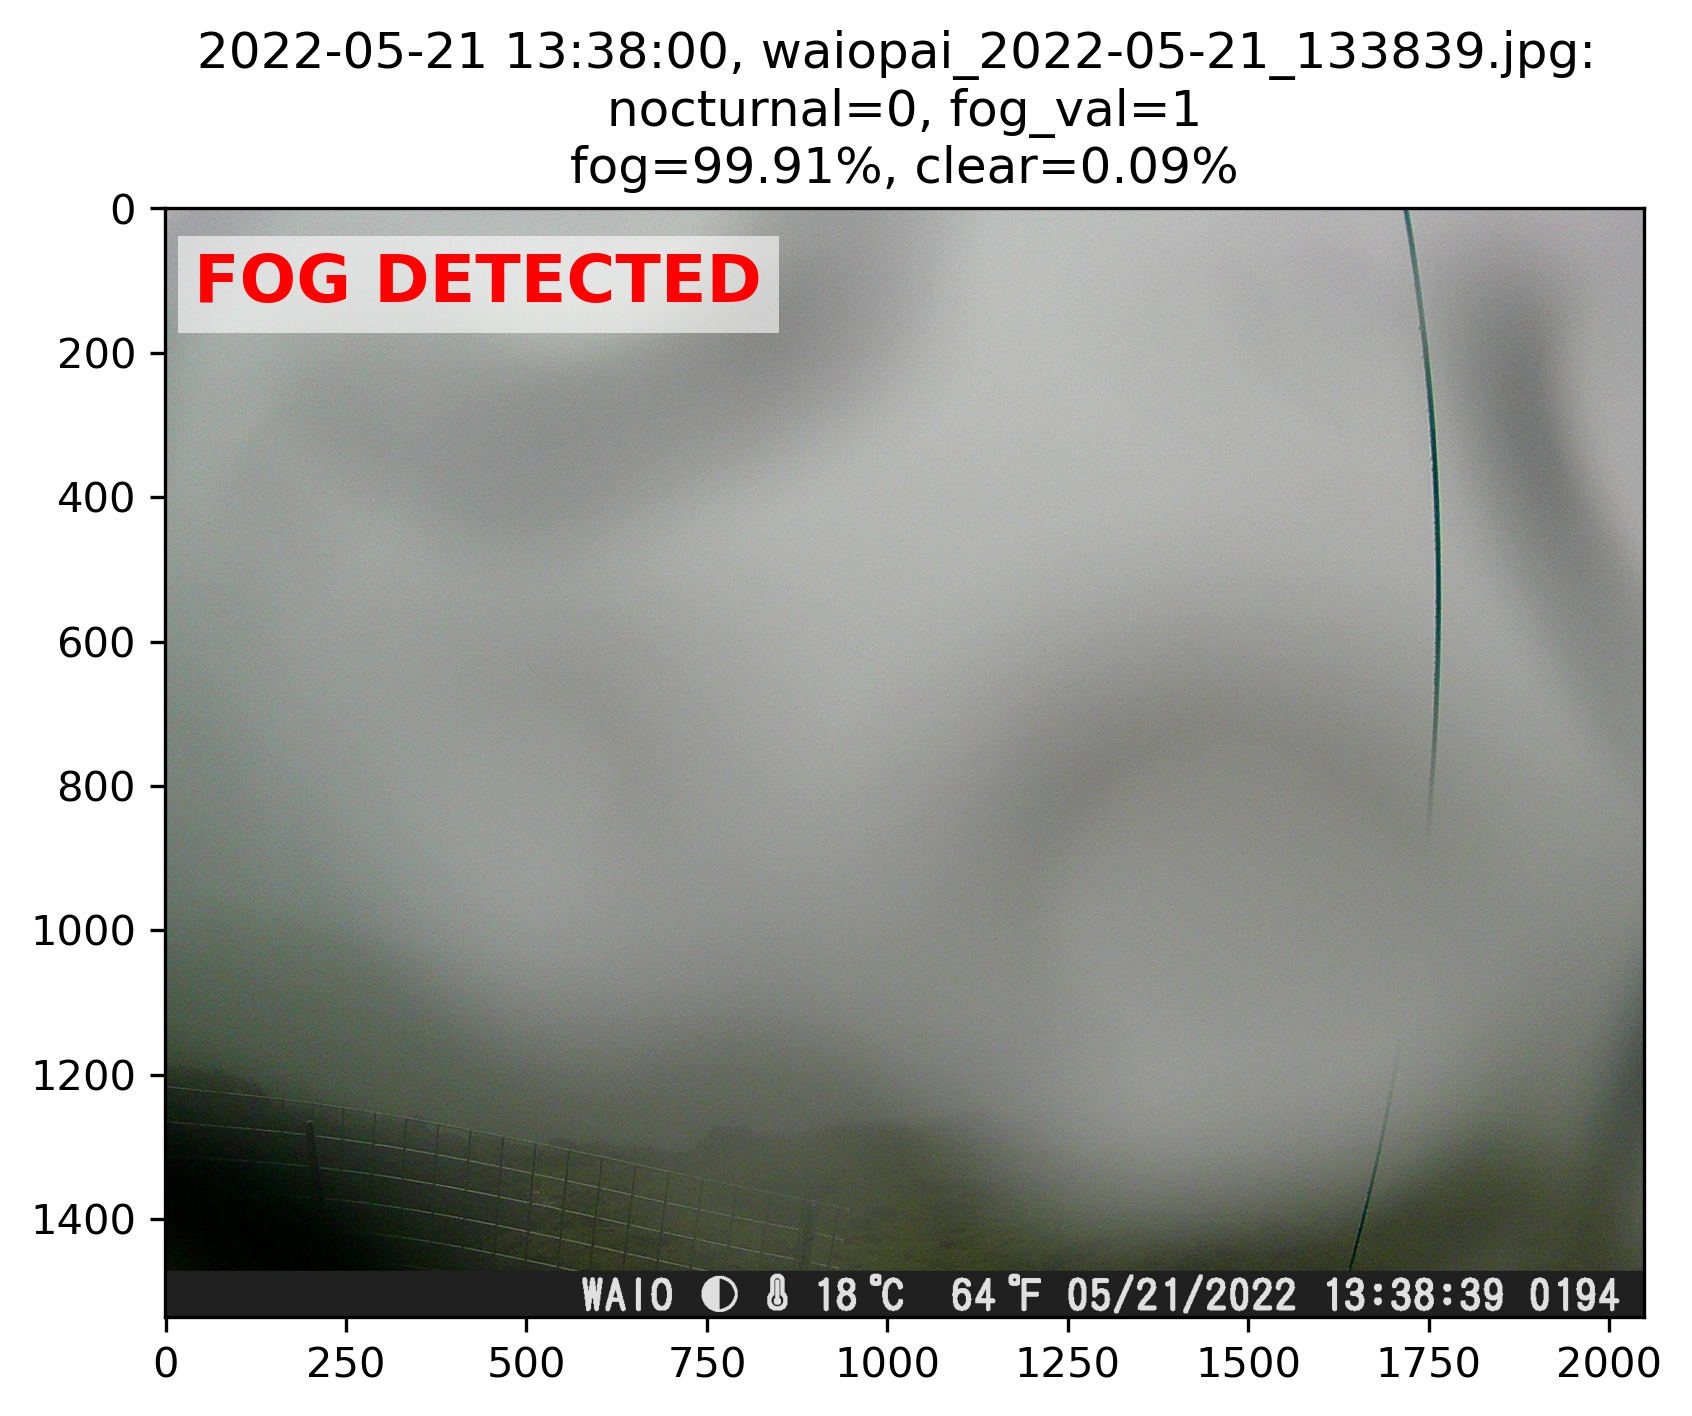 2022-05-21 13:38:00, waiopai_2022-05-21_133839.jpg:
nocturnal=0, fog_val=1
fog=99.91%, clear=0.09%
FOG DETECTED
0
200
400
600
800
1000
1200
1400
WAIO 18°C 64°F 05/21/2022 13:38:39 0194
0 250 500 750 1000 1250 1500 1750 2000